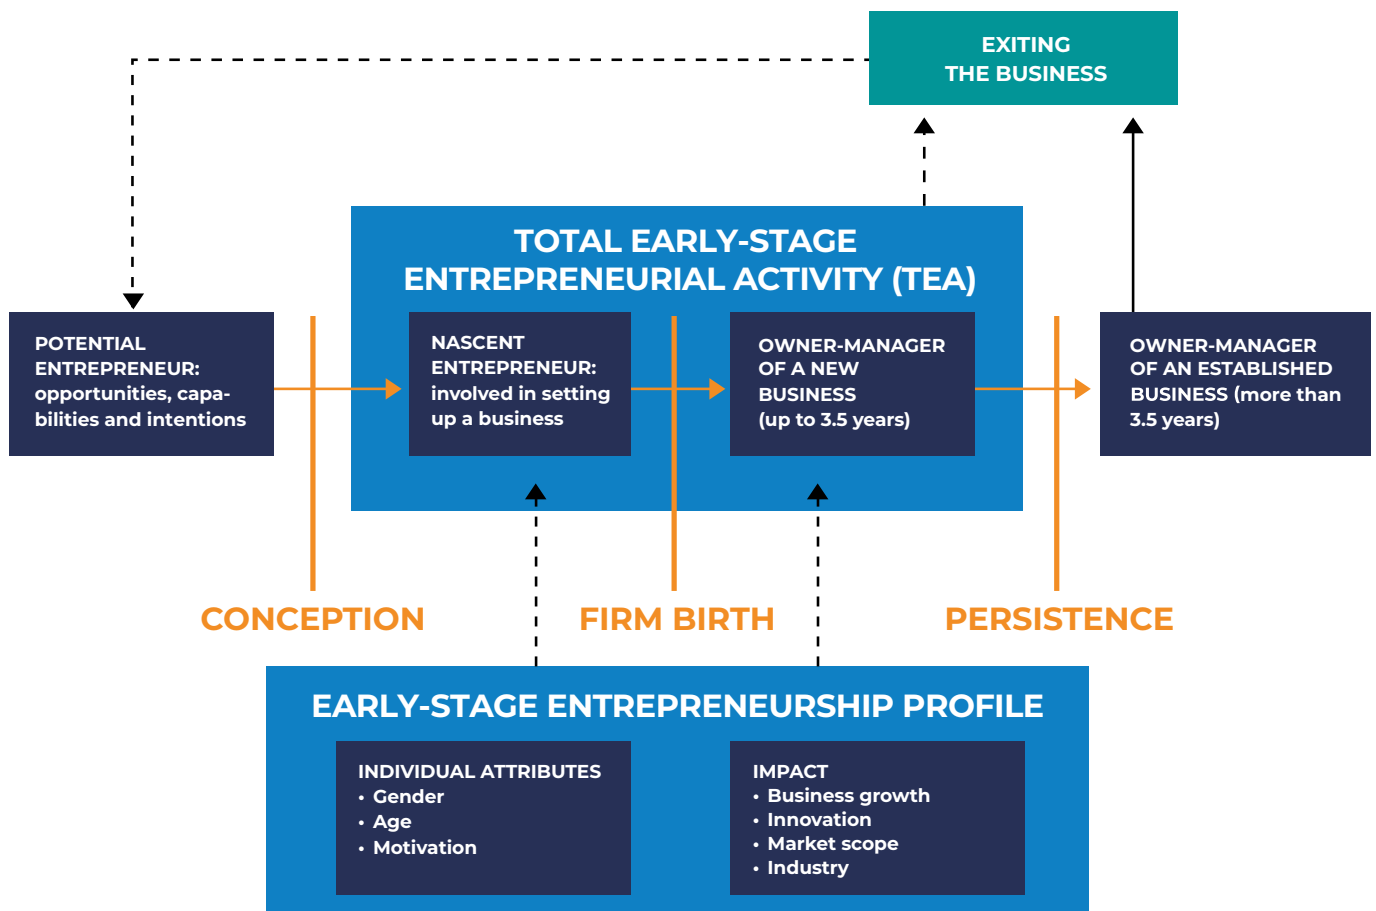 EXITING
THE BUSINESS
TOTAL EARLY-STAGE
ENTREPRENEURIAL ACTIVITY (TEA)
POTENTIAL
ENTREPRENEUR:
opportunities, capa-
bilities and intentions
NASCENT
ENTREPRENEUR:
involved in setting
up a business
OWNER-MANAGER
OF A NEW
BUSINESS
(up to 3.5 years)
OWNER-MANAGER
OF AN ESTABLISHED
BUSINESS (more than
3.5 years)
CONCEPTION
FIRM BIRTH
PERSISTENCE
EARLY-STAGE ENTREPRENEURSHIP PROFILE
INDIVIDUAL ATTRIBUTES
• Gender
• Age
• Motivation
IMPACT
• Business growth
• Innovation
• Market scope
• Industry